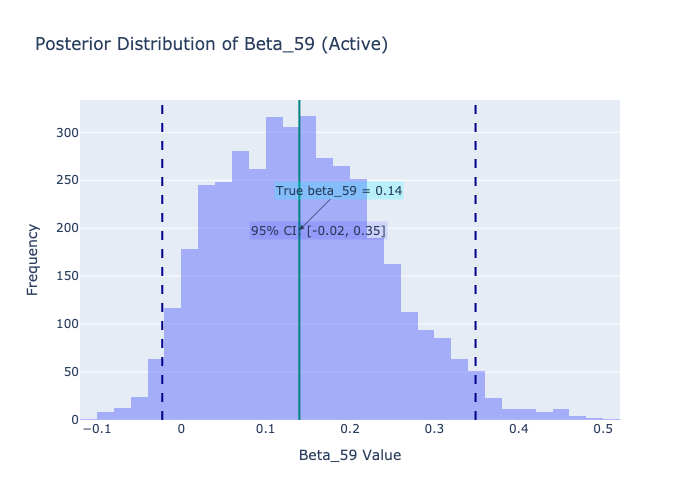 Posterior Distribution of Beta_59 (Active)
300
250
200
150
100
50
0
Frequency
True beta_59 = 0.14
95% CI: [-0.02, 0.35]
−0.1
0
0.1
0.2
0.3
0.4
0.5
Beta_59 Value